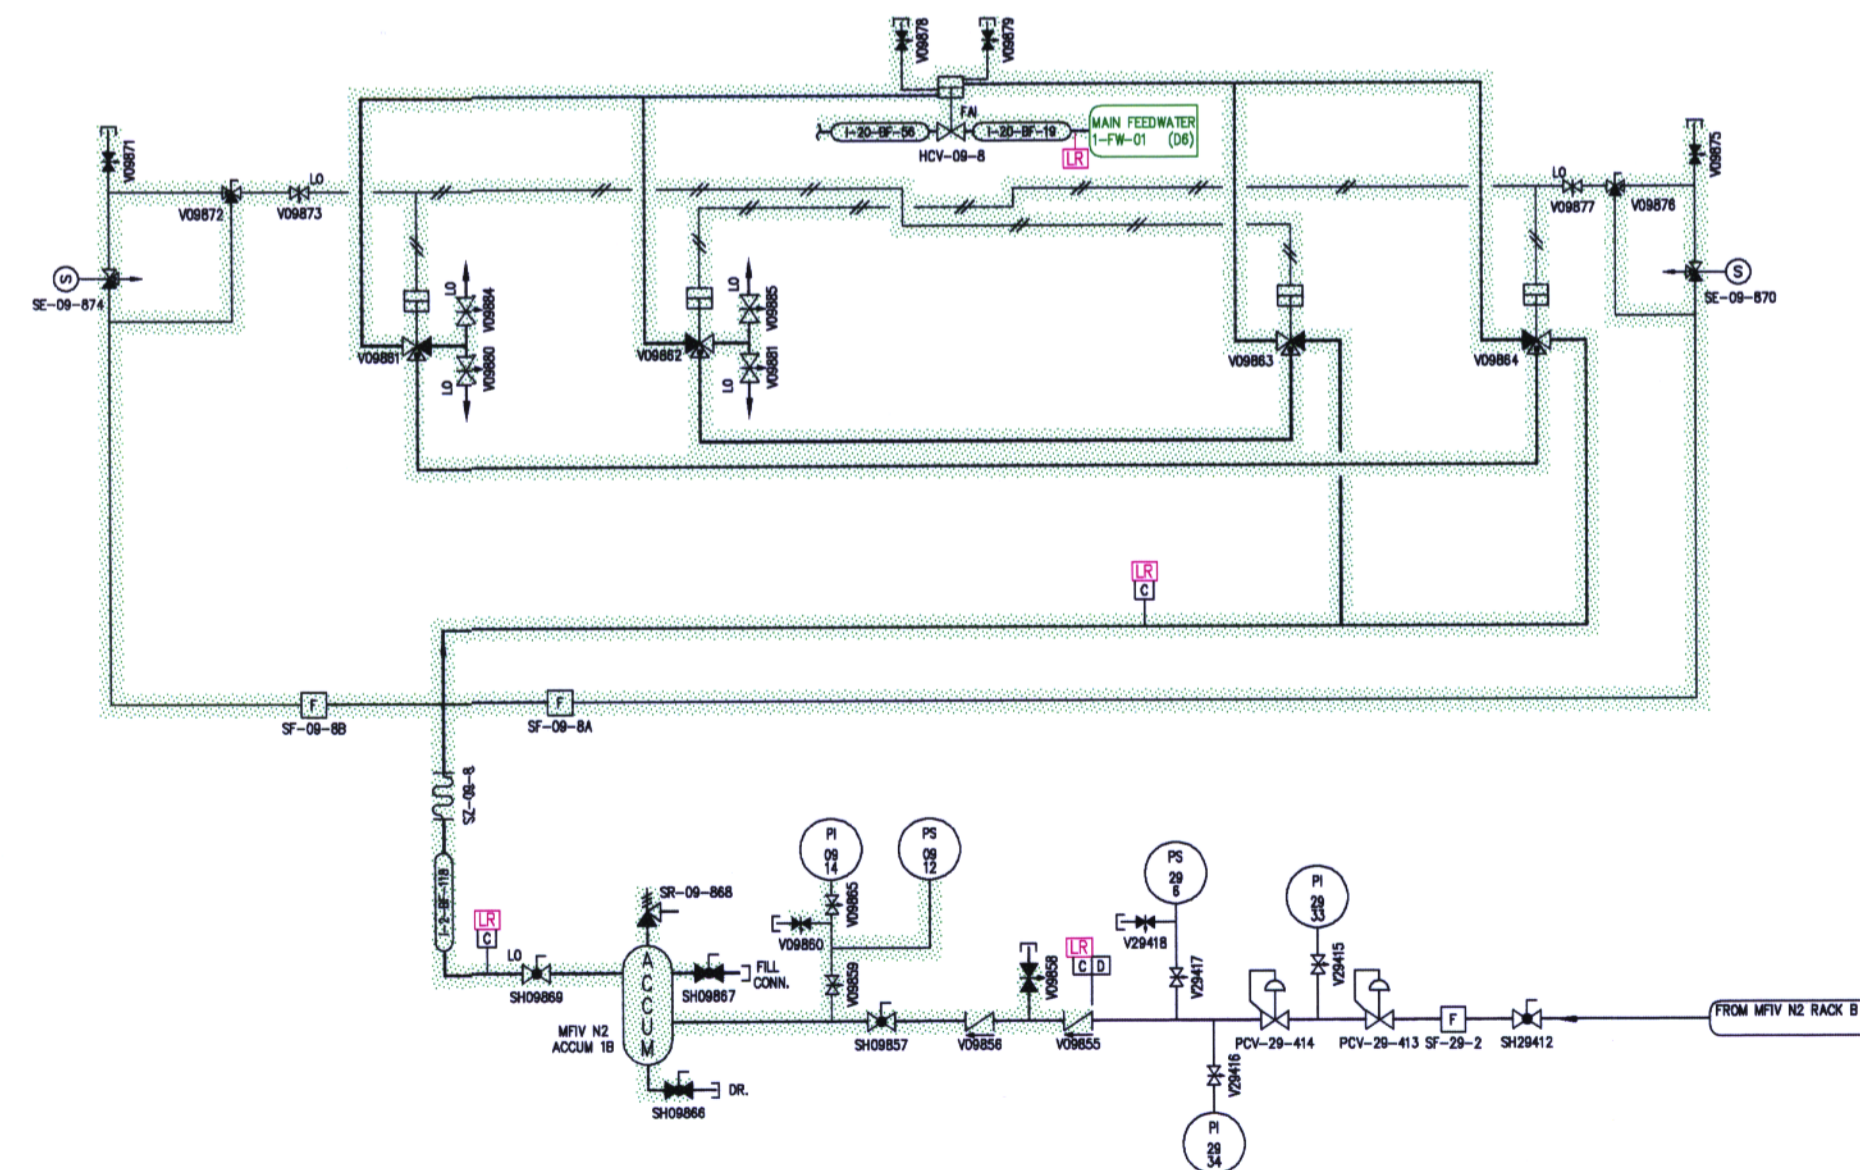 V09878
V09879
FAI
I-20-BF-56
I-20-BF-19
MAIN FEEDWATER
1-FW-01 (D6)
HCV-09-8
LR
V09871
V09875
LO
LO
V09872
V09873
V09877
V09876
S
SE-09-874
S
SE-09-870
LO
V09884
LO
V09885
V09861
V09862
V09863
V09864
LO
V09880
LO
V09881
LR
C
F
SF-09-8B
F
SF-09-8A
SZ-09-8
I-2-BF-118
PI
09
14
PS
09
12
PS
29
6
PI
29
SR-09-868
V09865
V09860
V29418
LR
C
LO
SH09869
ACCUM
SH09867
FILL
CONN.
V09859
V09858
LR
C D
V29417
V29415
MFIV N2
ACCUM 1B
SH09857
V09856
V09855
PCV-29-414
PCV-29-413
F
SF-29-2
SH29412
FROM MFIV N2 RACK B
SH09866
DR.
V29416
PI
29
34